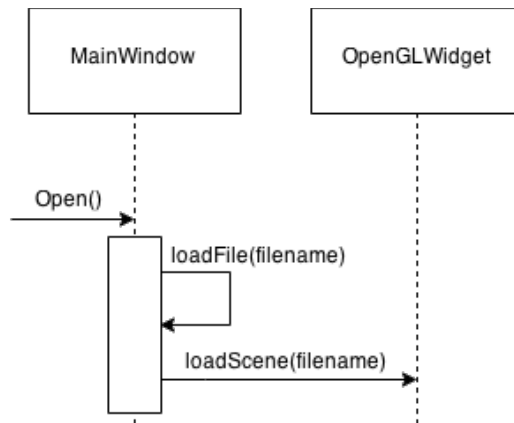 MainWindow
OpenGLWidget
Open()
loadFile(filename)
loadScene(filename)